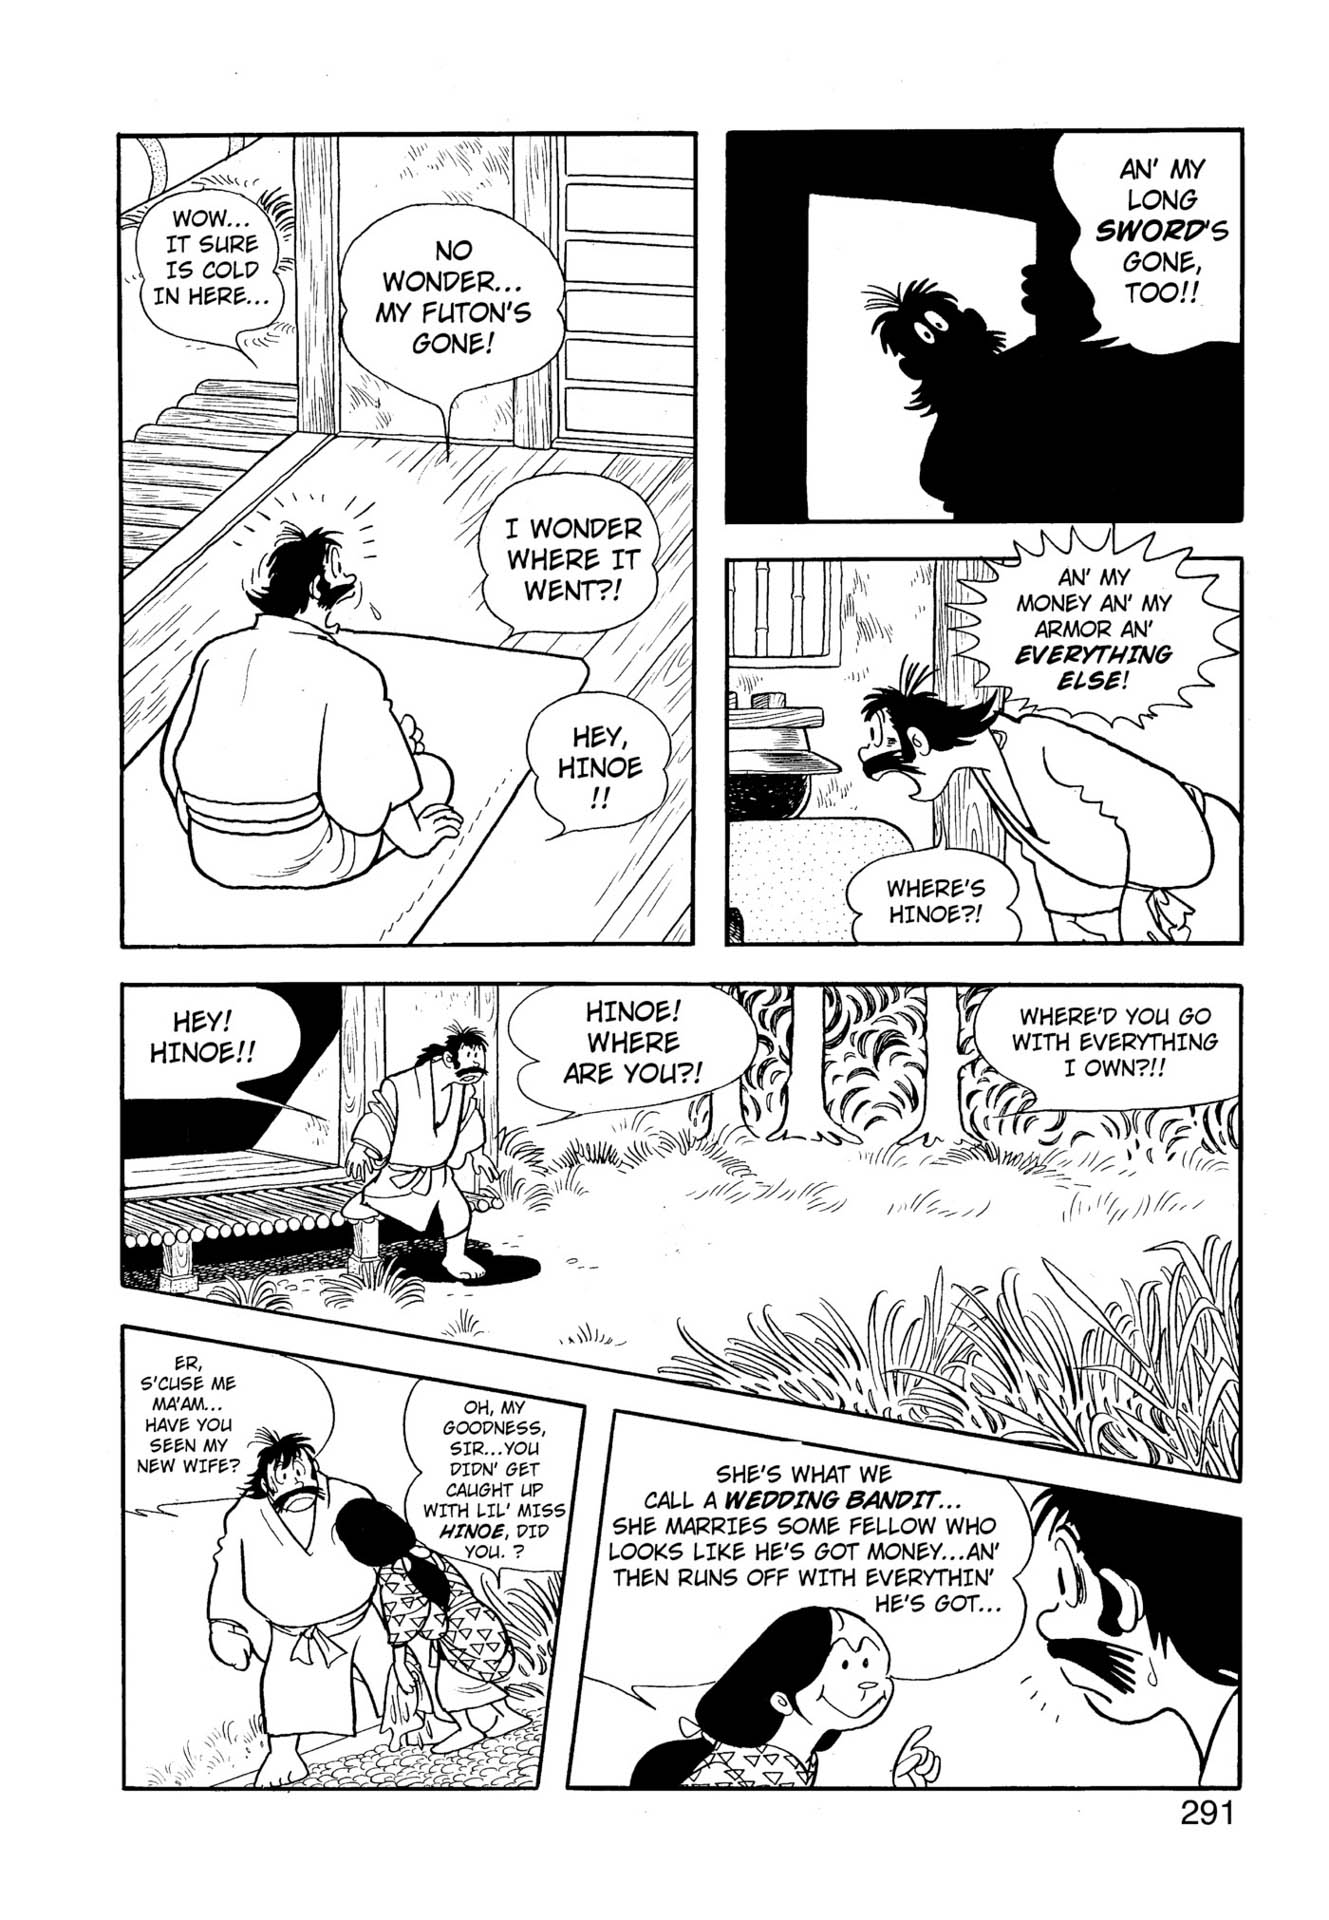 WOW...
IT SURE
IS COLD
IN HERE...
NO
WONDER...
MY FUTON'S
GONE!
I WONDER
WHERE IT
WENT?!
HEY,
HINOE
!!
AN' MY
LONG
SWORD'S
GONE,
TOO!!
AN' MY
MONEY AN' MY
ARMOR AN'
EVERYTHING
ELSE!
WHERE'S
HINOE?!
HEY!
HINOE!!
HINOE!
WHERE
ARE YOU?!
WHERE'D YOU GO
WITH EVERYTHING
I OWN?!!
ER,
S'CUSE ME
MA'AM...
HAVE YOU
SEEN MY
NEW WIFE?
OH, MY
GOODNESS,
SIR...YOU
DIDN' GET
CAUGHT UP
WITH LIL' MISS
HINOE, DID
YOU. ?
SHE'S WHAT WE
CALL A WEDDING BANDIT...
SHE MARRIES SOME FELLOW WHO
LOOKS LIKE HE'S GOT MONEY...AN'
THEN RUNS OFF WITH EVERYTHIN'
HE'S GOT...
291